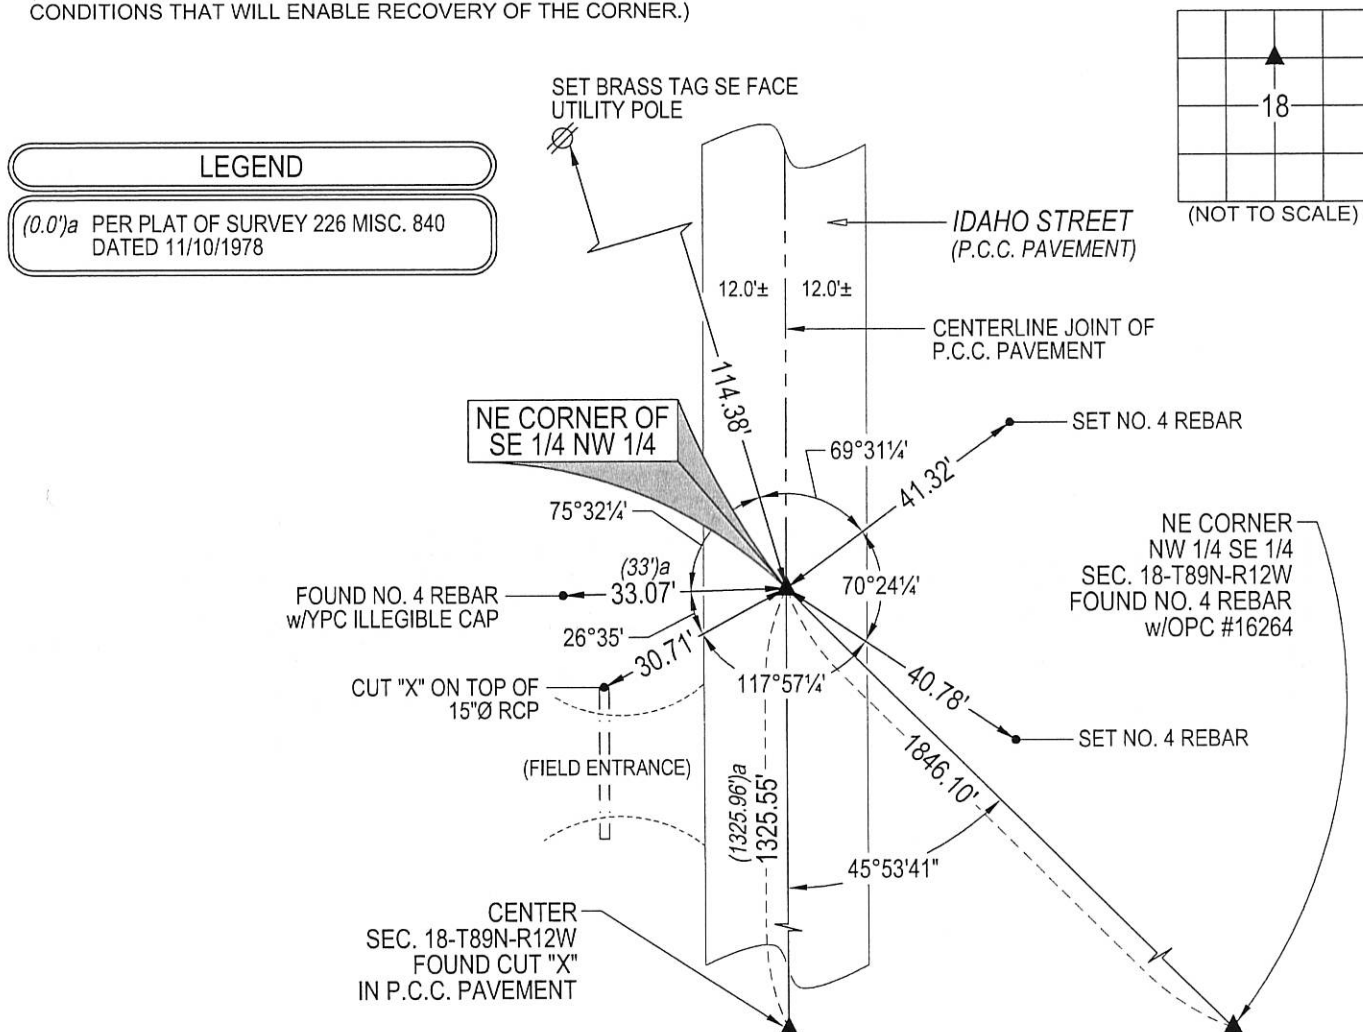 CONDITIONS THAT WILL ENABLE RECOVERY OF THE CORNER.)
18
(NOT TO SCALE)
SET BRASS TAG SE FACE
UTILITY POLE
LEGEND
(0.0')a PER PLAT OF SURVEY 226 MISC. 840
DATED 11/10/1978
IDAHO STREET
(P.C.C. PAVEMENT)
12.0'± 12.0'±
CENTERLINE JOINT OF
P.C.C. PAVEMENT
114.38'
NE CORNER OF
SE 1/4 NW 1/4
69°31¼'
41.32'
SET NO. 4 REBAR
75°32¼'
NE CORNER
NW 1/4 SE 1/4
SEC. 18-T89N-R12W
FOUND NO. 4 REBAR
w/OPC #16264
(33')a
33.07'
70°24¼'
FOUND NO. 4 REBAR
w/YPC ILLEGIBLE CAP
26°35'
30.71'
117°57¼'
40.78'
CUT "X" ON TOP OF
15"Ø RCP
SET NO. 4 REBAR
(FIELD ENTRANCE)
1846.10'
(1325.96')a
1325.55'
45°53'41"
CENTER
SEC. 18-T89N-R12W
FOUND CUT "X"
IN P.C.C. PAVEMENT